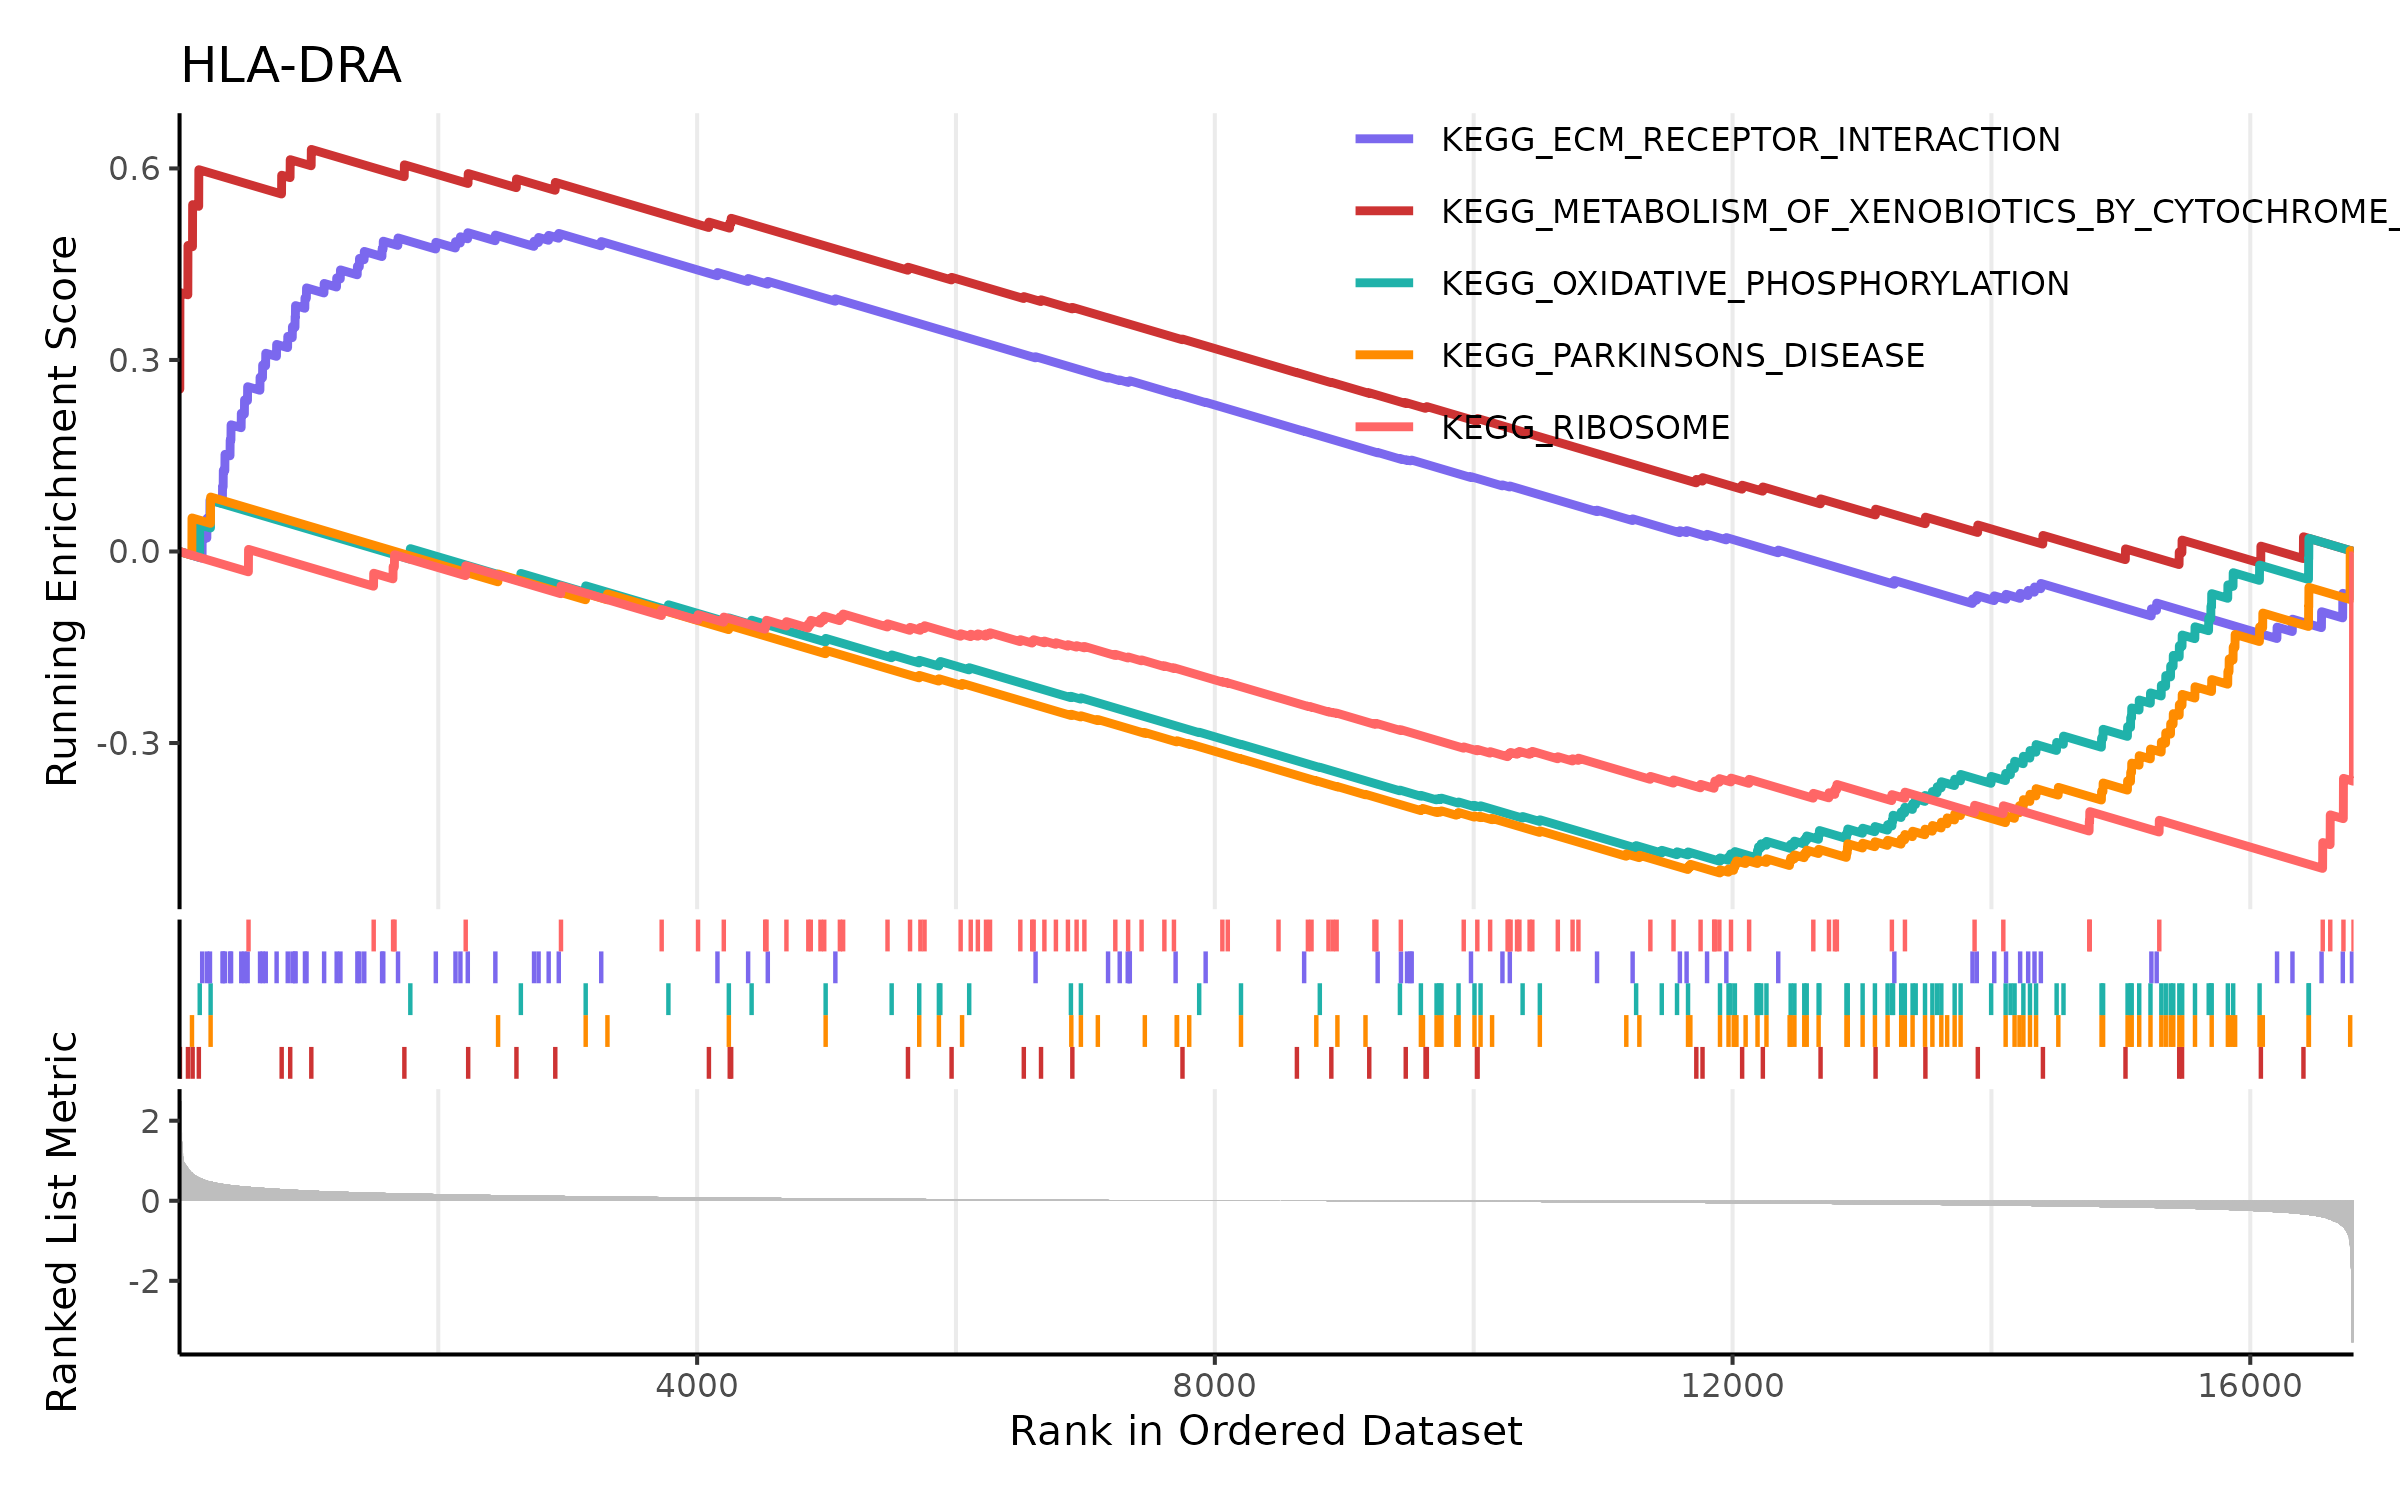 HLA-DRA
Running Enrichment Score
0.6
0.3
0.0
-0.3
KEGG_ECM_RECEPTOR_INTERACTION
KEGG_METABOLISM_OF_XENOBIOTICS_BY_CYTOCHROME_
KEGG_OXIDATIVE_PHOSPHORYLATION
KEGG_PARKINSONS_DISEASE
KEGG_RIBOSOME
Ranked List Metric
2
0
-2
4000 8000 12000 16000
Rank in Ordered Dataset